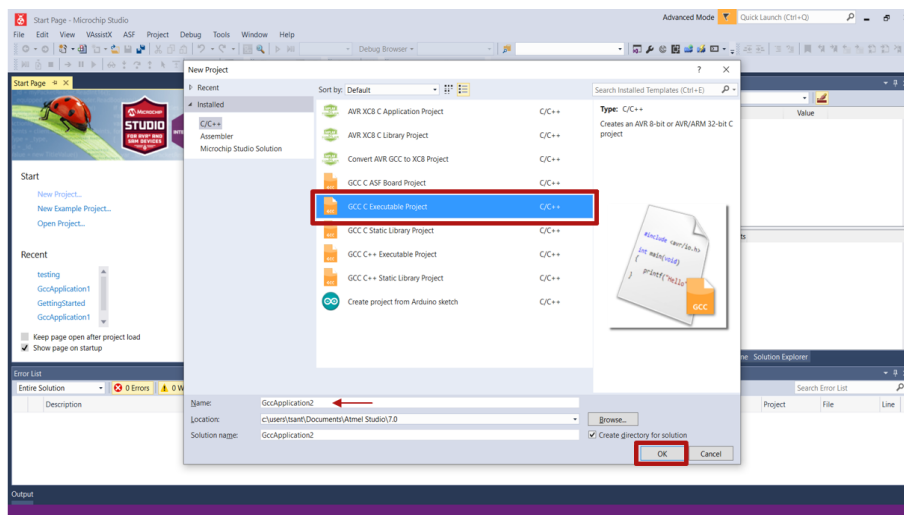 Start Page - Microchip Studio
Advanced Mode
Quick Launch (Ctrl+Q)
File Edit View VAssistX ASF Project Debug Tools Window Help
Debug Browser
Start Page
New Project
? ×
Recent
Installed
C/C++
Assembler
Microchip Studio Solution
Sort by: Default
Search Installed Templates (Ctrl+E)
AVR XC8 C Application Project C/C++
AVR XC8 C Library Project C/C++
Convert AVR GCC to XC8 Project C/C++
GCC C ASF Board Project C/C++
GCC C Executable Project C/C++
GCC C Static Library Project C/C++
GCC C++ Executable Project C/C++
GCC C++ Static Library Project C/C++
Create project from Arduino sketch C/C++
Type: C/C++
Creates an AVR 8-bit or AVR/ARM 32-bit C
project
#include <avr/io.h>
int main(void)
{
printf("hello"
}
GCC
Value
MICROCHIP
STUDIO
FOR AVR® AND
SAM DEVICES
Start
New Project...
New Example Project...
Open Project...
Recent
testing
GccApplication1
GettingStarted
GccApplication1
Keep page open after project load
Show page on startup
Solution Explorer
Error List
Entire Solution
0 Errors
0 W
Search Error List
Description
Project File Line
Name: GccApplication2
Location: c:\users\tsant\Documents\Atmel Studio\7.0
Browse...
Solution name: GccApplication2
Create directory for solution
OK Cancel
Output